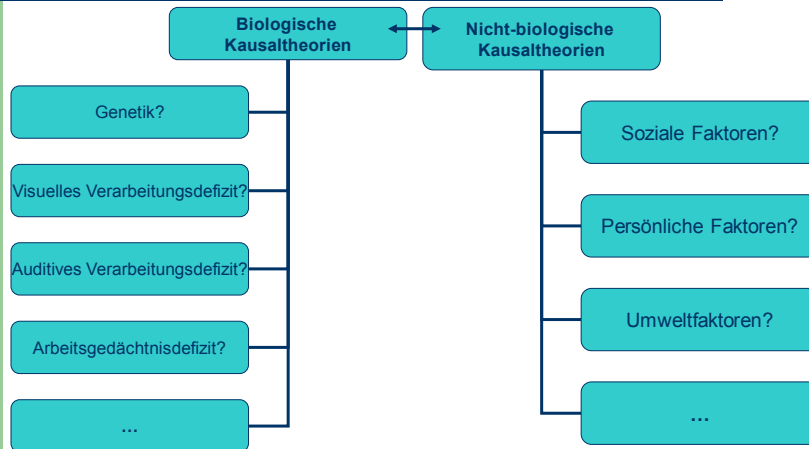 Biologische
Kausaltheorien
Nicht-biologische
Kausaltheorien
Genetik?
Visuelles Verarbeitungsdefizit?
Auditives Verarbeitungsdefizit?
Arbeitsgedächtnisdefizit?
...
Soziale Faktoren?
Persönliche Faktoren?
Umweltfaktoren?
...